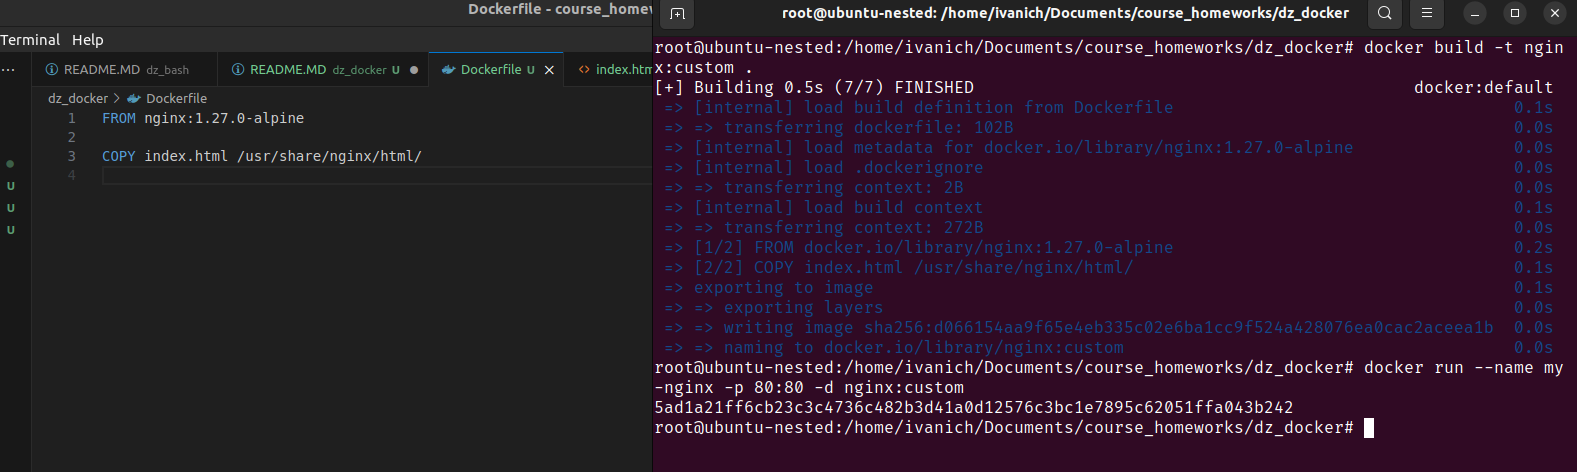 Dockerfile - course_homew
Terminal Help
README.MD dz_bash README.MD dz_docker U Dockerfile U index.htm
dz_docker > Dockerfile
1 FROM nginx:1.27.0-alpine
2
3 COPY index.html /usr/share/nginx/html/
4
U
U
U
root@ubuntu-nested: /home/ivanich/Documents/course_homeworks/dz_docker
root@ubuntu-nested:/home/ivanich/Documents/course_homeworks/dz_docker# docker build -t ngin
x:custom .
[+] Building 0.5s (7/7) FINISHED docker:default
=> [internal] load build definition from Dockerfile 0.1s
=> => transferring dockerfile: 102B 0.0s
=> [internal] load metadata for docker.io/library/nginx:1.27.0-alpine 0.0s
=> [internal] load .dockerignore 0.0s
=> => transferring context: 2B 0.0s
=> [internal] load build context 0.1s
=> => transferring context: 272B 0.0s
=> [1/2] FROM docker.io/library/nginx:1.27.0-alpine 0.2s
=> [2/2] COPY index.html /usr/share/nginx/html/ 0.1s
=> exporting to image 0.1s
=> => exporting layers 0.0s
=> => writing image sha256:d066154aa9f65e4eb335c02e6ba1cc9f524a428076ea0cac2aceea1b 0.0s
=> => naming to docker.io/library/nginx:custom 0.0s
root@ubuntu-nested:/home/ivanich/Documents/course_homeworks/dz_docker# docker run --name my
-nginx -p 80:80 -d nginx:custom
5ad1a21ff6cb23c3c4736c482b3d41a0d12576c3bc1e7895c62051ffa043b242
root@ubuntu-nested:/home/ivanich/Documents/course_homeworks/dz_docker#